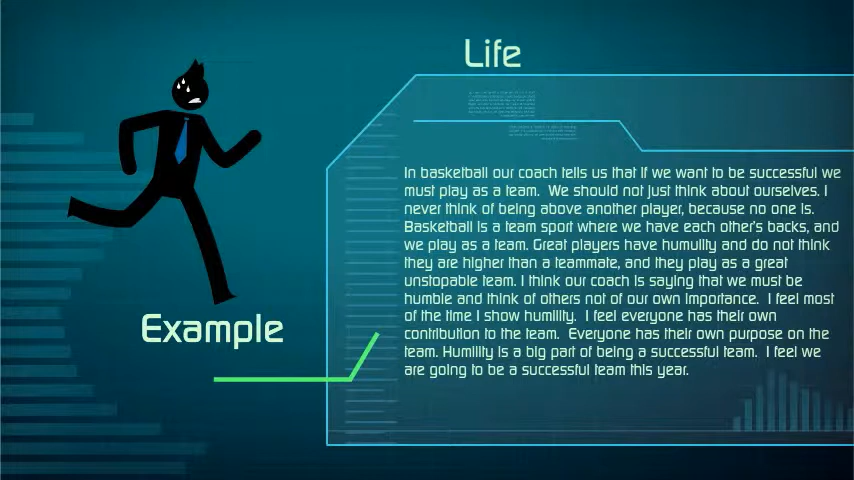 Life
In basketball our coach tells us that if we want to be successful we
must play as a team.  We should not just think about ourselves. I
never think of being above another player, because no one is.
Basketball is a team sport where we have each other's backs, and
we play as a team. Great players have humility and do not think
they are higher than a teammate, and they play as a great
unstopable team. I think our coach is saying that we must be
humble and think of others not of our own importance.  I feel most
of the time I show humility.  I feel everyone has their own
contribution to the team.  Everyone has their own purpose on the
team. Humility is a big part of being a successful team.  I feel we
are going to be a successful team this year.
Example